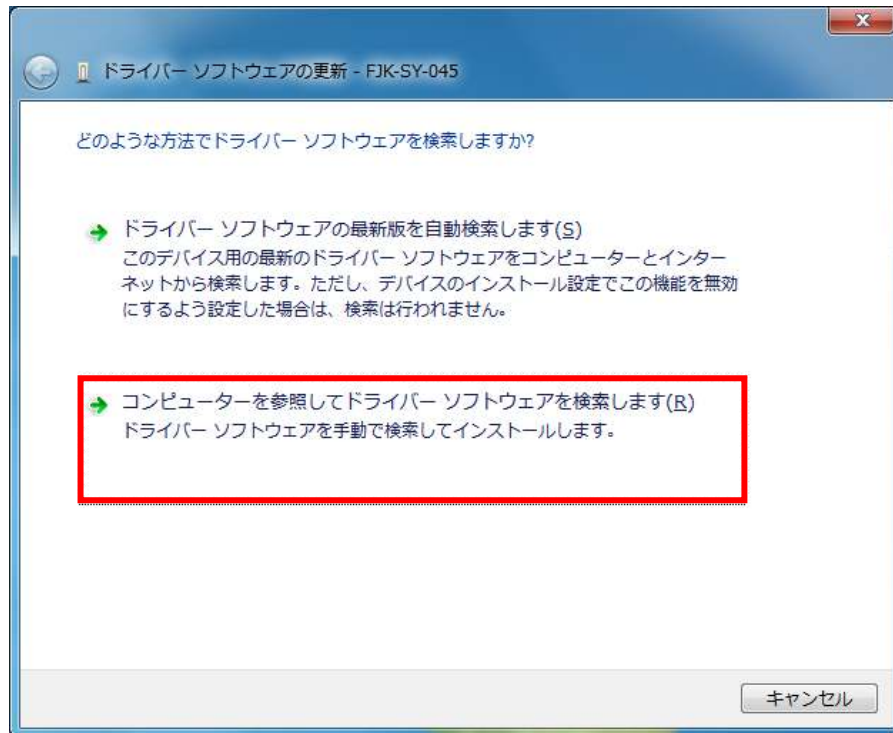 ドライバー ソフトウェアの更新 - FJK-SY-045
どのような方法でドライバー ソフトウェアを検索しますか?
ドライバー ソフトウェアの最新版を自動検索します(S)
このデバイス用の最新のドライバー ソフトウェアをコンピューターとインター
ネットから検索します。ただし、デバイスのインストール設定でこの機能を無効
にするよう設定した場合は、検索は行われません。
コンピューターを参照してドライバー ソフトウェアを検索します(R)
ドライバー ソフトウェアを手動で検索してインストールします。
キャンセル